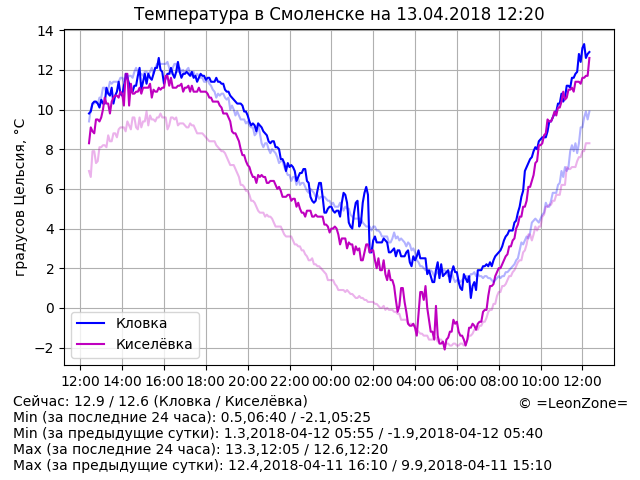 Температура в Смоленске на 13.04.2018 12:20
градусов Цельсия, °C
14
12
10
8
6
4
2
0
−2
Кловка
Киселёвка
12:00 14:00 16:00 18:00 20:00 22:00 00:00 02:00 04:00 06:00 08:00 10:00 12:00
Сейчас: 12.9 / 12.6 (Кловка / Киселёвка)
© =LeonZone=
Min (за последние 24 часа): 0.5,06:40 / -2.1,05:25
Min (за предыдущие сутки): 1.3,2018-04-12 05:55 / -1.9,2018-04-12 05:40
Max (за последние 24 часа): 13.3,12:05 / 12.6,12:20
Max (за предыдущие сутки): 12.4,2018-04-11 16:10 / 9.9,2018-04-11 15:10